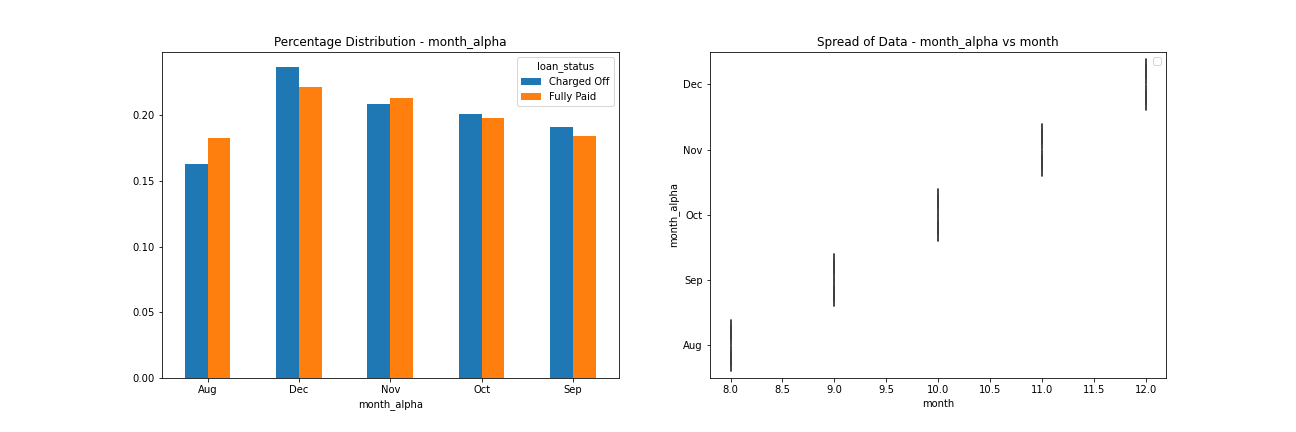 Percentage Distribution - month_alpha
loan_status
Charged Off
Fully Paid
0.20
0.15
0.10
0.05
0.00
Aug Dec Nov Oct Sep
month_alpha
Spread of Data - month_alpha vs month
month_alpha
Dec
Nov
Oct
Sep
Aug
8.0 8.5 9.0 9.5 10.0 10.5 11.0 11.5 12.0
month